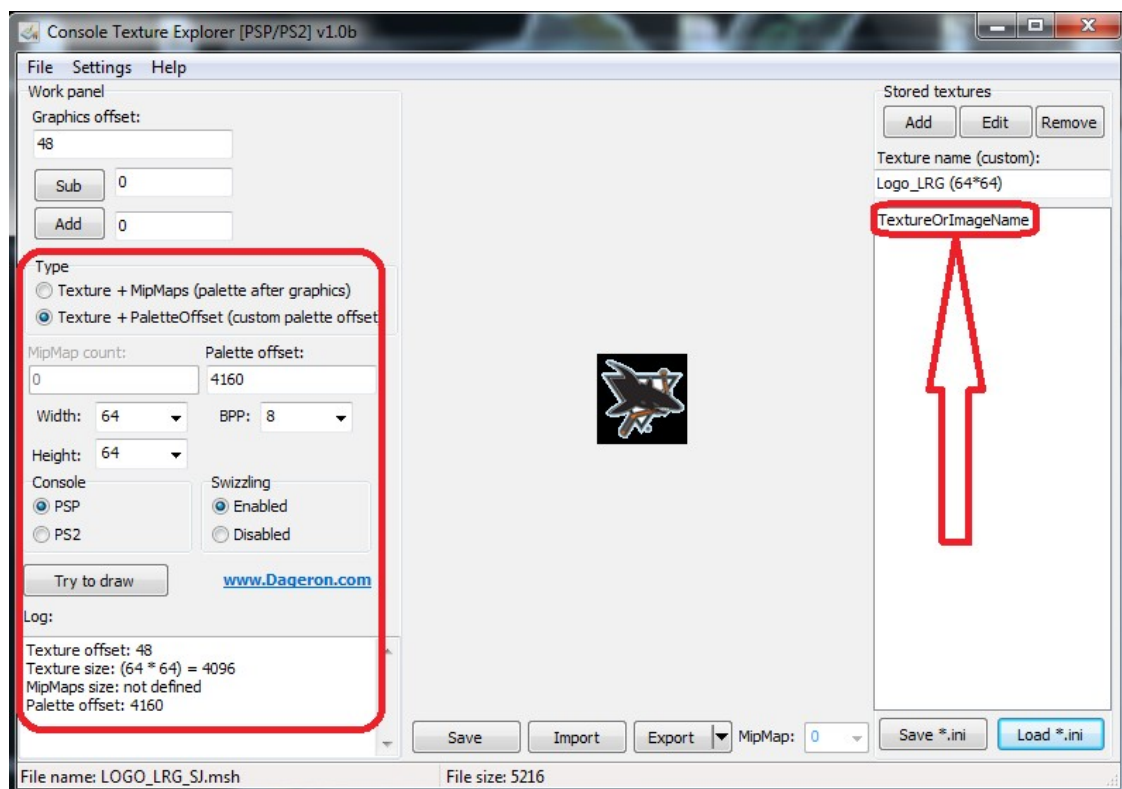 Console Texture Explorer [PSP/PS2] v1.0b
File Settings Help
Work panel
Graphics offset:
48
Sub 0
Add 0
Type
Texture + MipMaps (palette after graphics)
Texture + PaletteOffset (custom palette offset
MipMap count: Palette offset:
0 4160
Width: 64 BPP: 8
Height: 64
Console Swizzling
PSP Enabled
PS2 Disabled
Try to draw www.Dageron.com
Log:
Texture offset: 48
Texture size: (64 * 64) = 4096
MipMaps size: not defined
Palette offset: 4160
Stored textures
Add Edit Remove
Texture name (custom):
Logo_LRG (64*64)
TextureOrImageName
Save Import Export MipMap: 0 Save *.ini Load *.ini
File name: LOGO_LRG_SJ.msh File size: 5216